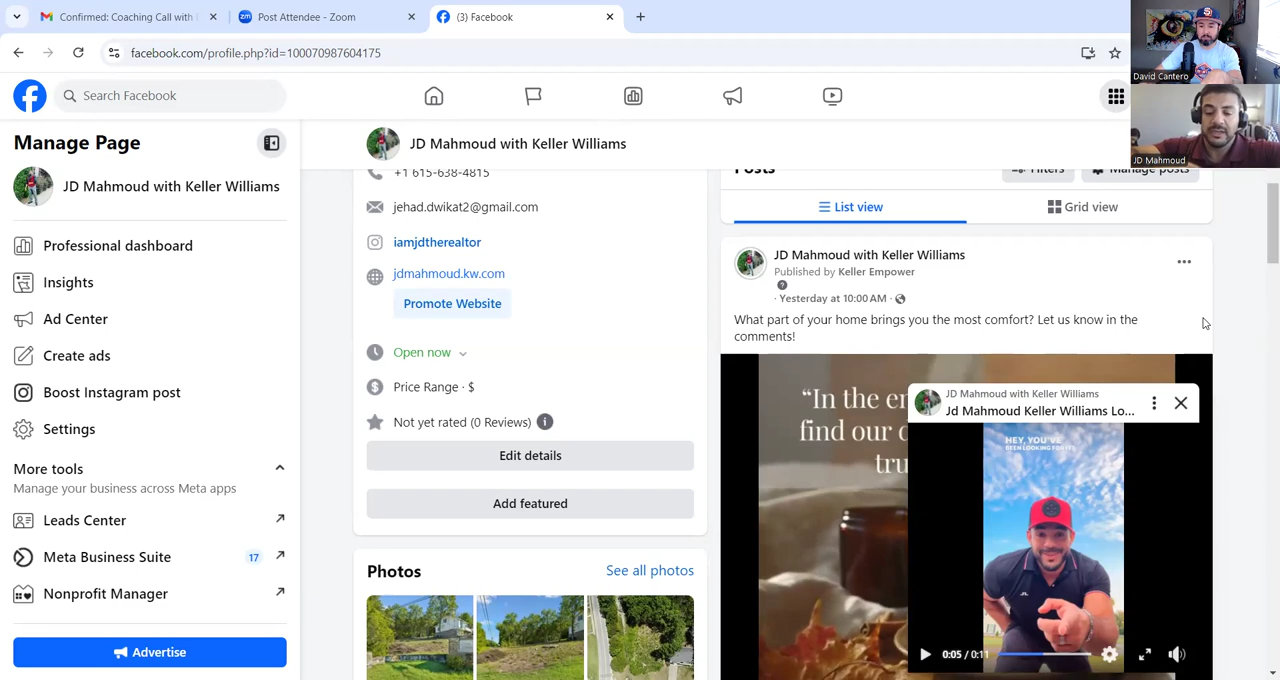 Confirmed: Coaching Call with
Post Attendee - Zoom
(3) Facebook
facebook.com/profile.php?id=100070987604175
Search Facebook
David Cantero
JD Mahmoud
Manage Page
JD Mahmoud with Keller Williams
Professional dashboard
Insights
Ad Center
Create ads
Boost Instagram post
Settings
More tools
Manage your business across Meta apps
Leads Center
Meta Business Suite
17
Nonprofit Manager
Advertise
JD Mahmoud with Keller Williams
+1 615-638-4815
jehad.dwikat2@gmail.com
iamjdtherealtor
jdmahmoud.kw.com
Promote Website
Open now
Price Range · $
Not yet rated (0 Reviews)
Edit details
Add featured
Photos
See all photos
Posts
Filters
Manage posts
List view
Grid view
JD Mahmoud with Keller Williams
Published by Keller Empower
· Yesterday at 10:00 AM ·
What part of your home brings you the most comfort? Let us know in the
comments!
“In the en
find our c
tru
JD Mahmoud with Keller Williams
Jd Mahmoud Keller Williams Lo...
HEY, YOU'VE
BEEN LOOKING FOR
0:05 / 0:11